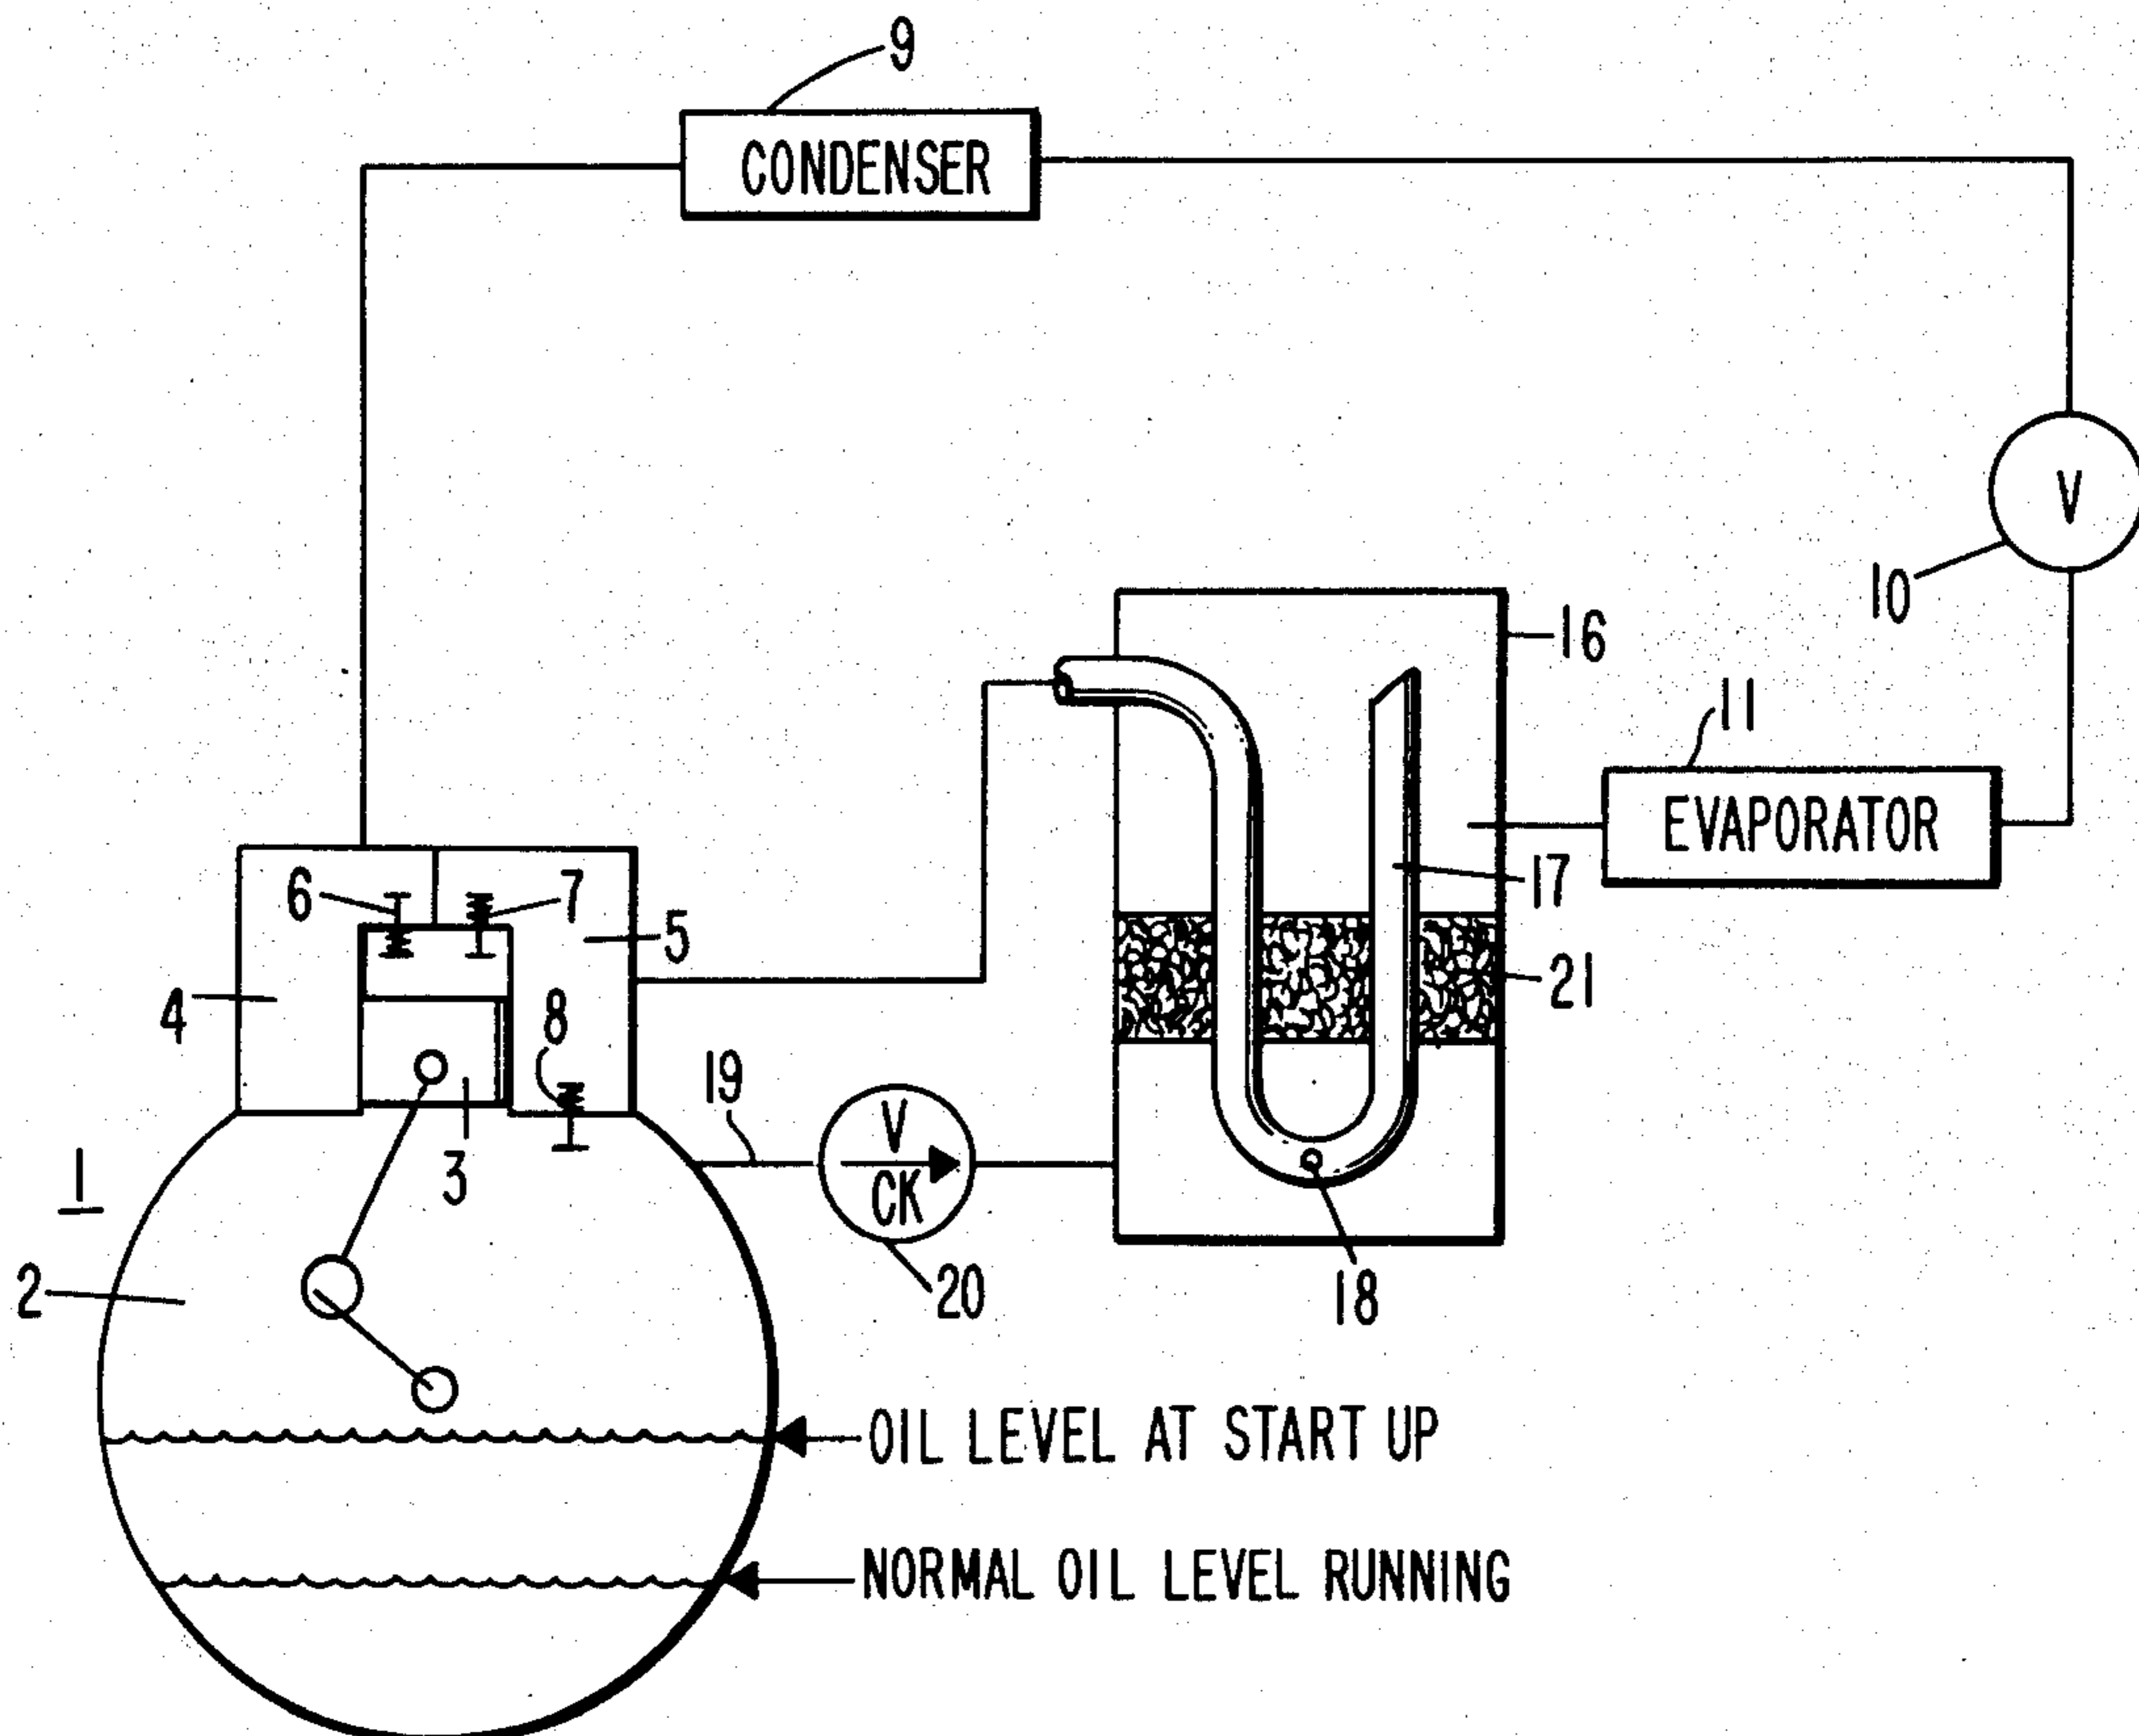 9
CONDENSER
V
10
16
11
EVAPORATOR
17
6
7
5
4
8
21
19
V
CK
3
1
2
20
18
OIL LEVEL AT START UP
NORMAL OIL LEVEL RUNNING